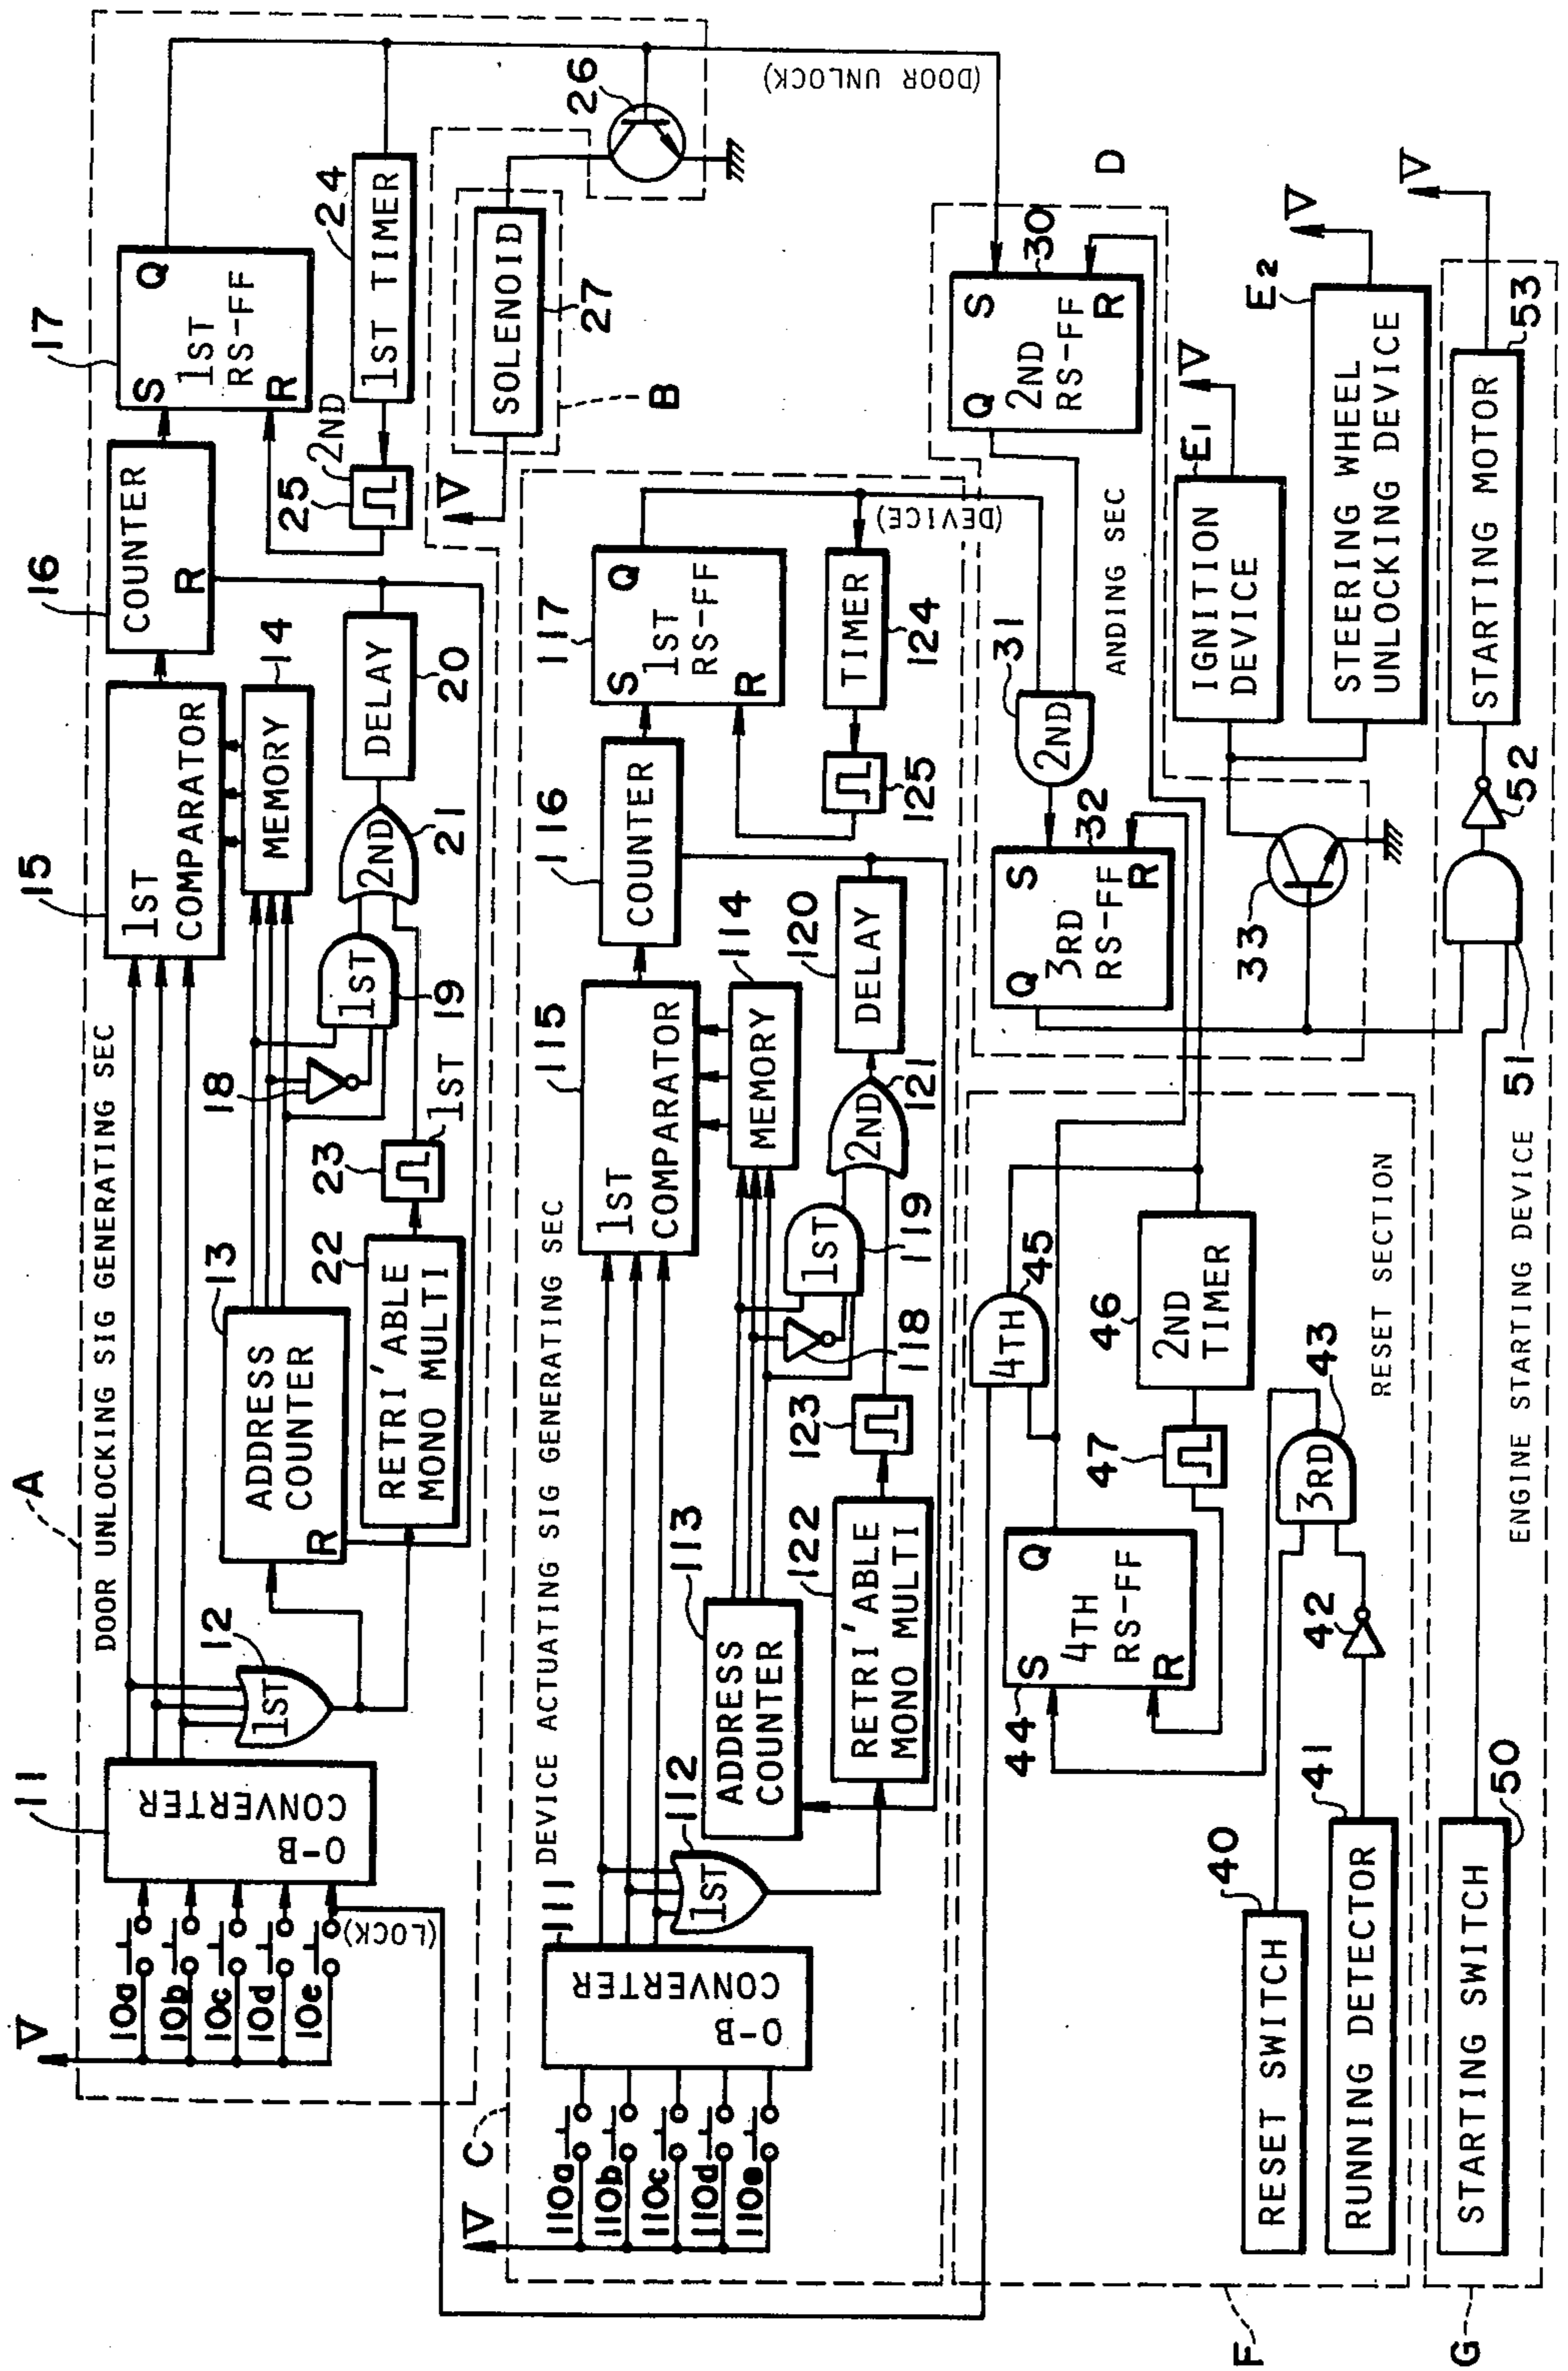 A
DOOR UNLOCKING SIG GENERATING SEC
V
10a
10b
10c
10d
10e
(LOCK)
11
O-B
CONVERTER
12
1ST
13
ADDRESS
COUNTER
R
22
RETRI'ABLE
MONO MULTI
23
1ST
18
19
1ST
14
MEMORY
15
1ST
COMPARATOR
21
2ND
20
DELAY
16
COUNTER
R
17
S
Q
1ST
RS-FF
R
24
1ST TIMER
25
2ND
26
V
SOLENOID
27
B
(DOOR UNLOCK)
C
DEVICE ACTUATING SIG GENERATING SEC
V
110a
110b
110c
110d
110e
111
O-B
CONVERTER
112
1ST
113
ADDRESS
COUNTER
122
RETRI'ABLE
MONO MULTI
123
118
119
1ST
114
MEMORY
115
1ST
COMPARATOR
121
2ND
120
DELAY
116
COUNTER
117
S
Q
1ST
RS-FF
R
TIMER
124
125
(DEVICE)
D
ANDING SEC
30
S
Q
2ND
RS-FF
R
31
2ND
32
S
Q
3RD
RS-FF
R
33
E1
V
IGNITION
DEVICE
E2
V
STEERING WHEEL
UNLOCKING DEVICE
F
RESET SECTION
40
RESET SWITCH
41
RUNNING DETECTOR
42
43
3RD
44
S
Q
4TH
RS-FF
R
45
4TH
46
2ND
TIMER
47
G
ENGINE STARTING DEVICE
STARTING SWITCH
50
51
52
STARTING MOTOR
53
V